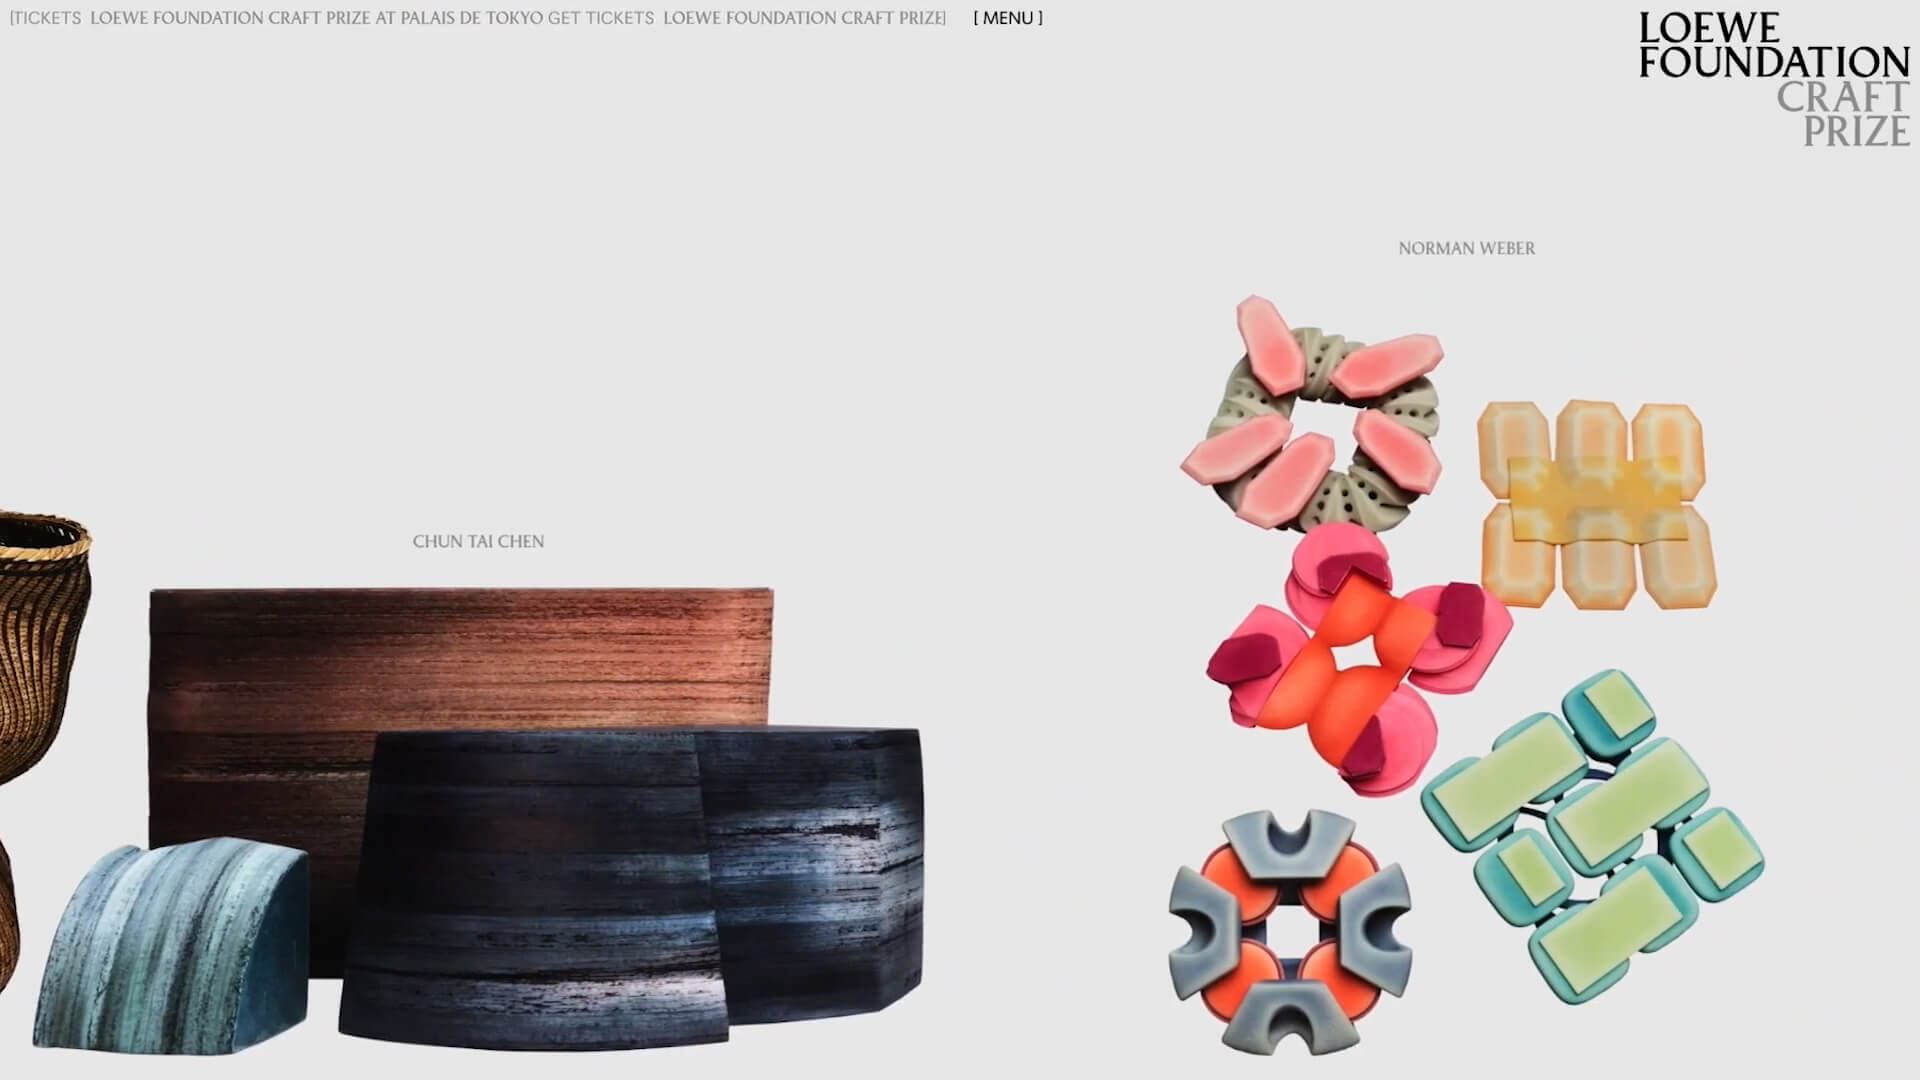 [TICKETS LOEWE FOUNDATION CRAFT PRIZE AT PALAIS DE TOKYO GET TICKETS LOEWE FOUNDATION CRAFT PRIZE]
[ MENU ]
LOEWE
FOUNDATION
CRAFT
PRIZE
NORMAN WEBER
CHUN TAI CHEN